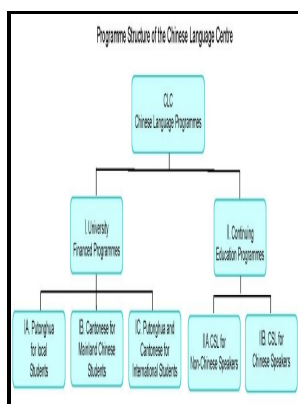 Programme Structure of the Chinese Language Centre
CLC
Chinese Language Programmes
I. University
Financed Programmes
II. Continuing
Education Programmes
IA. Putonghua
for local
Students
IB. Cantonese for
Mainland Chinese
Students
IC. Putonghua and
Cantonese for
International Students
IIA CSL for
Non-Chinese Speakers
IIB. CSL for
Chinese Speakers